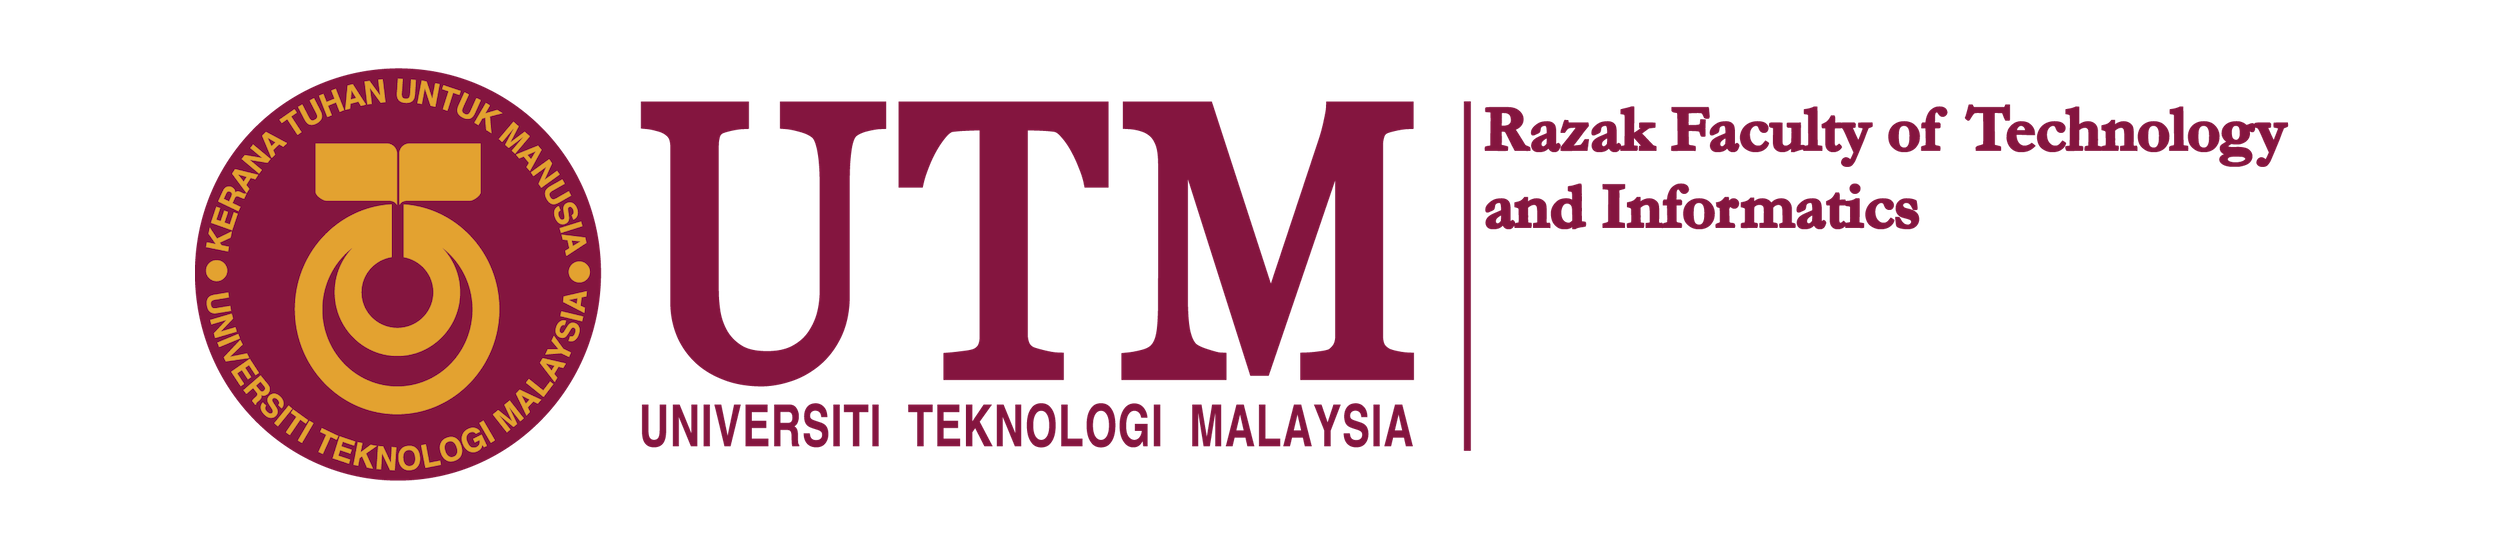 KERANA TUHAN UNTUK MANUSIA
UNIVERSITI TEKNOLOGI MALAYSIA
UTM
UNIVERSITI TEKNOLOGI MALAYSIA
Razak Faculty of Technology
and Informatics